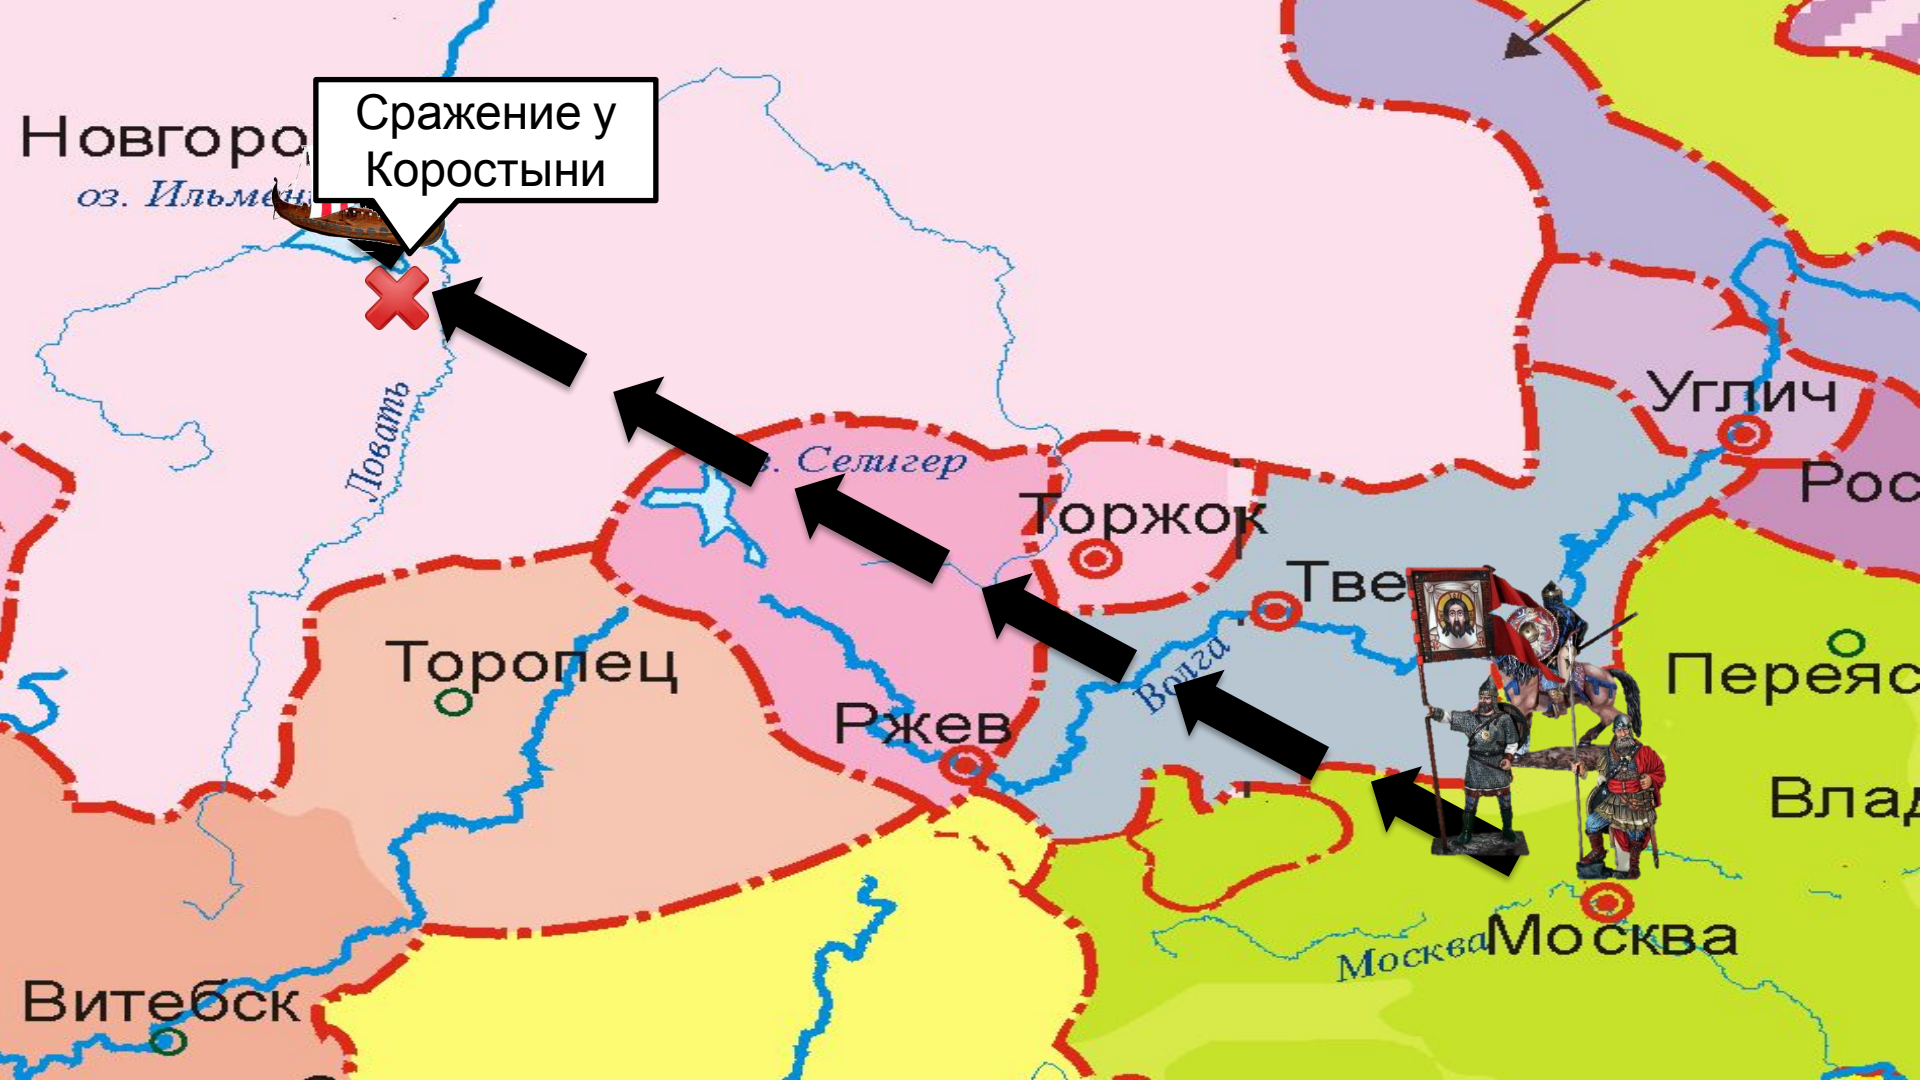 Сражение у
Коростыни
Новгоро
оз. Ильмен
Углич
Рос
оз. Селигер
Ловать
Торжок
Тве
Волга
Торопец
Переяс
Ржев
Влад
Москва
Москва
Витебск